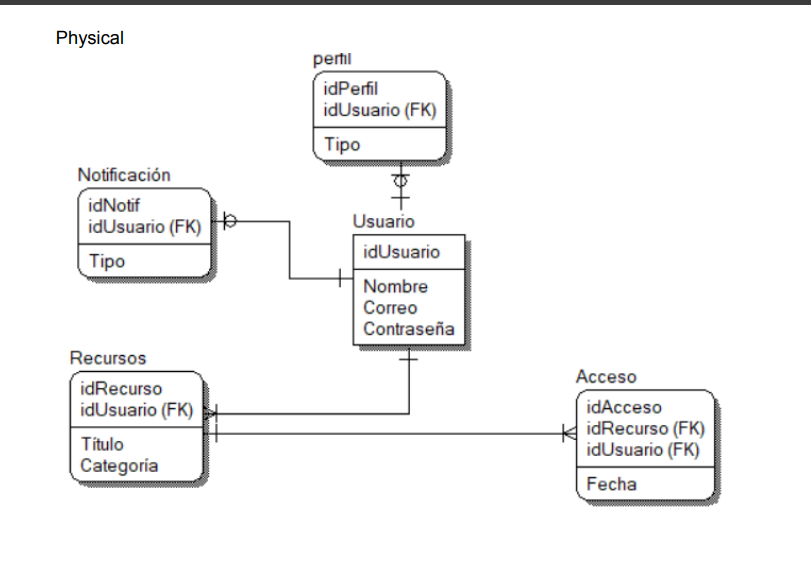 Physical
perfil
idPerfil
idUsuario (FK)
Tipo
Notificación
idNotif
idUsuario (FK)
Tipo
Usuario
idUsuario
Nombre
Correo
Contraseña
Recursos
idRecurso
idUsuario (FK)
Título
Categoría
Acceso
idAcceso
idRecurso (FK)
idUsuario (FK)
Fecha